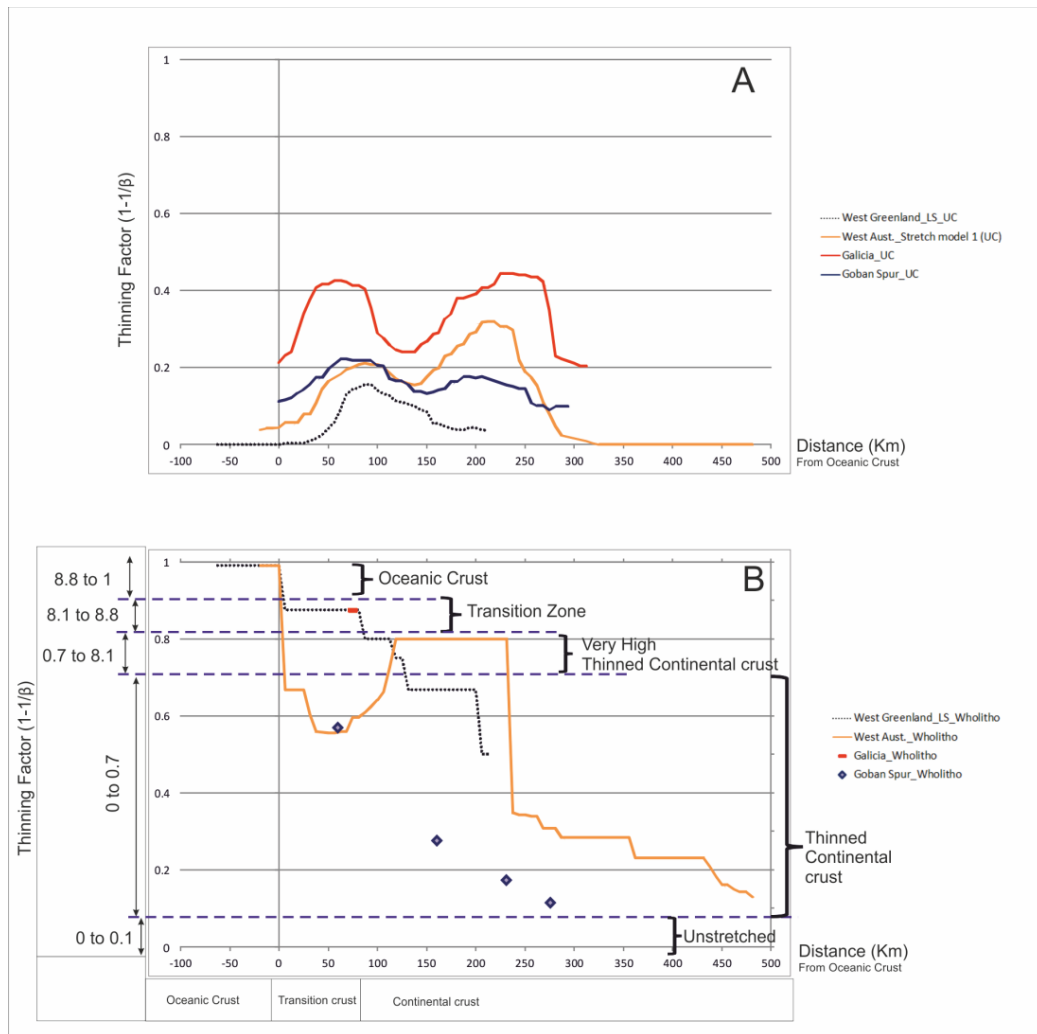 A
1
0.8
0.6
0.4
0.2
0
-100 -50 0 50 100 150 200 250 300 350 400 450 500
Thinning Factor (1-1/β)
Distance (Km)
From Oceanic Crust
West Greenland_LS_UC
West Aust._Stretch model 1 (UC)
Galicia_UC
Goban Spur_UC
B
8.8 to 1
8.1 to 8.8
0.7 to 8.1
0 to 0.7
0 to 0.1
Thinning Factor (1-1/β)
1
0.8
0.6
0.4
0.2
0
Oceanic Crust
Transition Zone
Very High
Thinned Continental crust
Thinned
Continental
crust
Unstretched
West Greenland_LS_Wholitho
West Aust._Wholitho
Galicia_Wholitho
Goban Spur_Wholitho
-100 -50 0 50 100 150 200 250 300 350 400 450 500
Distance (Km)
From Oceanic Crust
Oceanic Crust Transition crust Continental crust